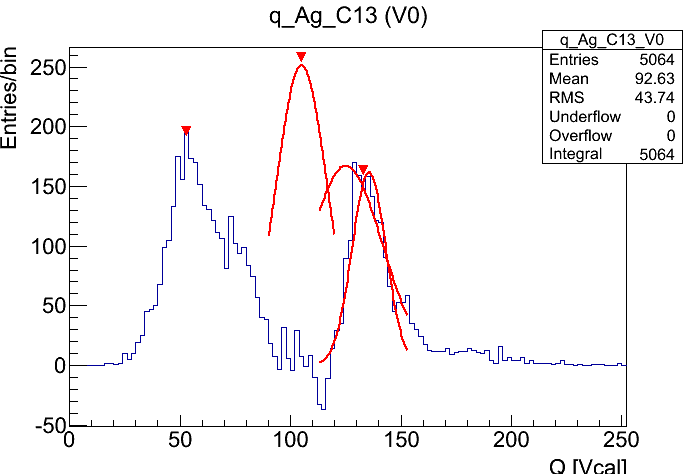 q_Ag_C13 (V0)
q_Ag_C13_V0
Entries 5064
Mean 92.63
RMS 43.74
Underflow 0
Overflow 0
Integral 5064
Entries/bin
250
200
150
100
50
0
-50
0 50 100 150 200 250
Q [Vcal]